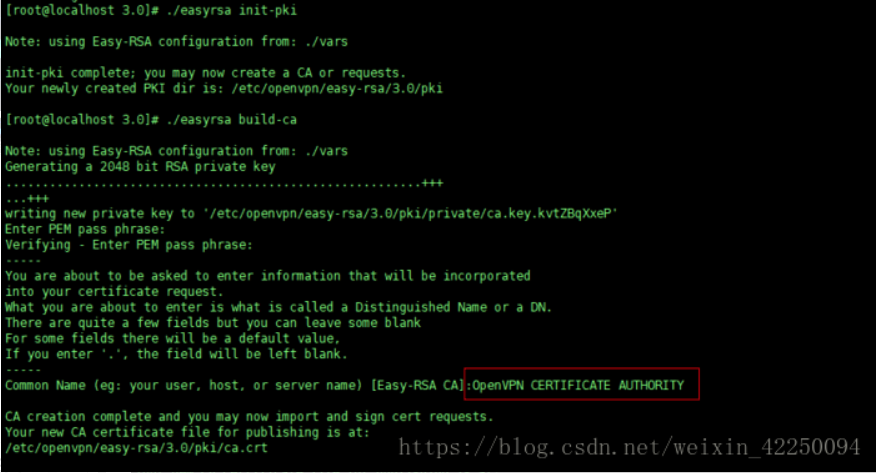 [root@localhost 3.0]# ./easyrsa init-pki
Note: using Easy-RSA configuration from: ./vars
init-pki complete; you may now create a CA or requests.
Your newly created PKI dir is: /etc/openvpn/easy-rsa/3.0/pki
[root@localhost 3.0]# ./easyrsa build-ca
Note: using Easy-RSA configuration from: ./vars
Generating a 2048 bit RSA private key
..........................................................+++
...+++
writing new private key to '/etc/openvpn/easy-rsa/3.0/pki/private/ca.key.kvtZBqXxeP'
Enter PEM pass phrase:
Verifying - Enter PEM pass phrase:
-----
You are about to be asked to enter information that will be incorporated
into your certificate request.
What you are about to enter is what is called a Distinguished Name or a DN.
There are quite a few fields but you can leave some blank
For some fields there will be a default value,
If you enter '.', the field will be left blank.
-----
Common Name (eg: your user, host, or server name) [Easy-RSA CA]:OpenVPN CERTIFICATE AUTHORITY
CA creation complete and you may now import and sign cert requests.
Your new CA certificate file for publishing is at:
/etc/openvpn/easy-rsa/3.0/pki/ca.crt
https://blog.csdn.net/weixin_42250094